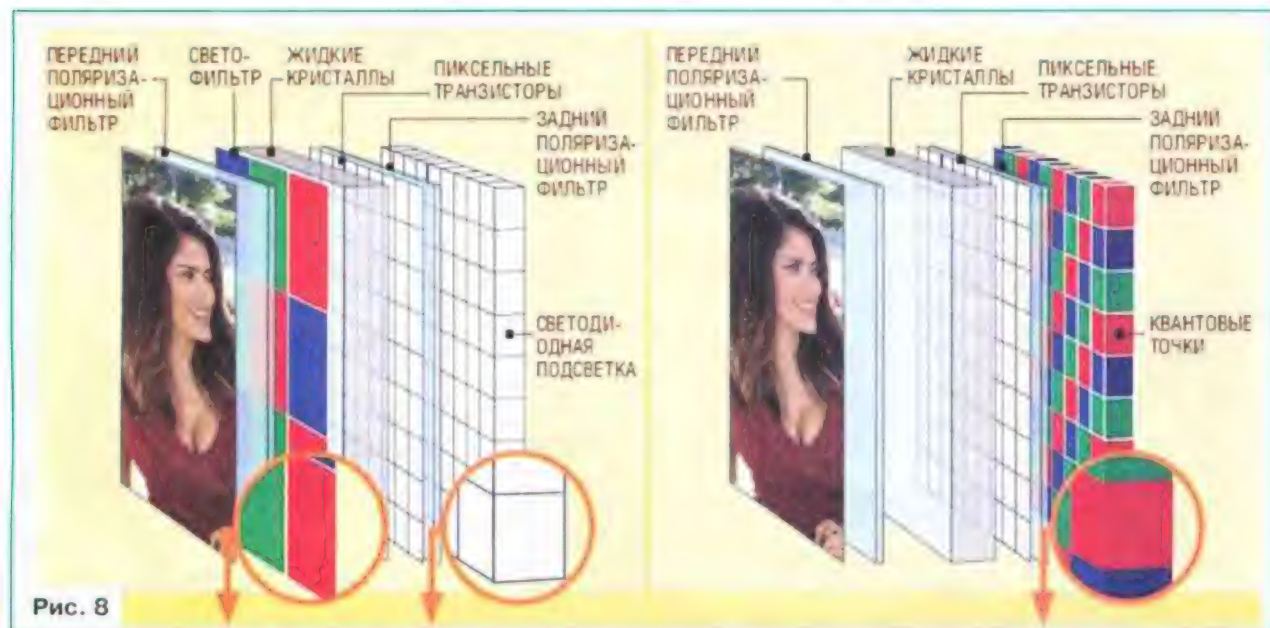 ПЕРЕДНИЙ
ПОЛЯРИЗА-
ЦИОННЫЙ
ФИЛЬТР
СВЕТО-
ФИЛЬТР
ЖИДКИЕ
КРИСТАЛЛЫ
ПИКСЕЛЬНЫЕ
ТРАНЗИСТОРЫ
ЗАДНИЙ
ПОЛЯРИЗА-
ЦИОННЫЙ
ФИЛЬТР
СВЕТОДИ-
ОДНАЯ
ПОДСВЕТКА
ПЕРЕДНИЙ
ПОЛЯРИЗА-
ЦИОННЫЙ
ФИЛЬТР
ЖИДКИЕ
КРИСТАЛЛЫ
ПИКСЕЛЬНЫЕ
ТРАНЗИСТОРЫ
ЗАДНИЙ
ПОЛЯРИЗА-
ЦИОННЫЙ
ФИЛЬТР
КВАНТОВЫЕ
ТОЧКИ
Рис. 8